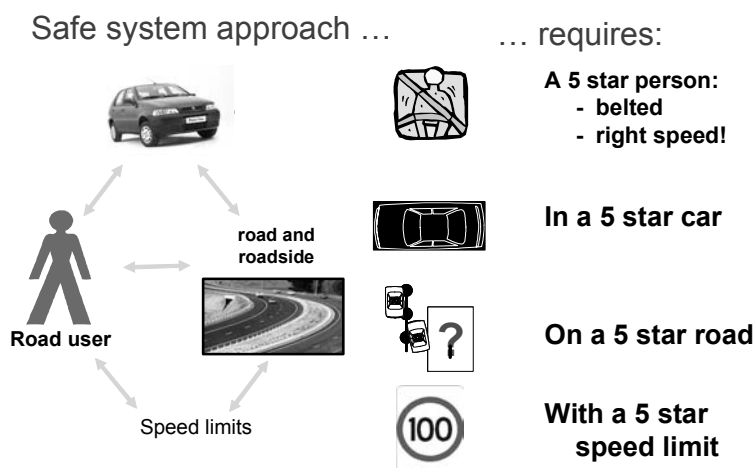 Safe system approach ...
... requires:
A 5 star person:
- belted
- right speed!
In a 5 star car
road and
roadside
Road user
?
On a 5 star road
Speed limits
100
With a 5 star
speed limit